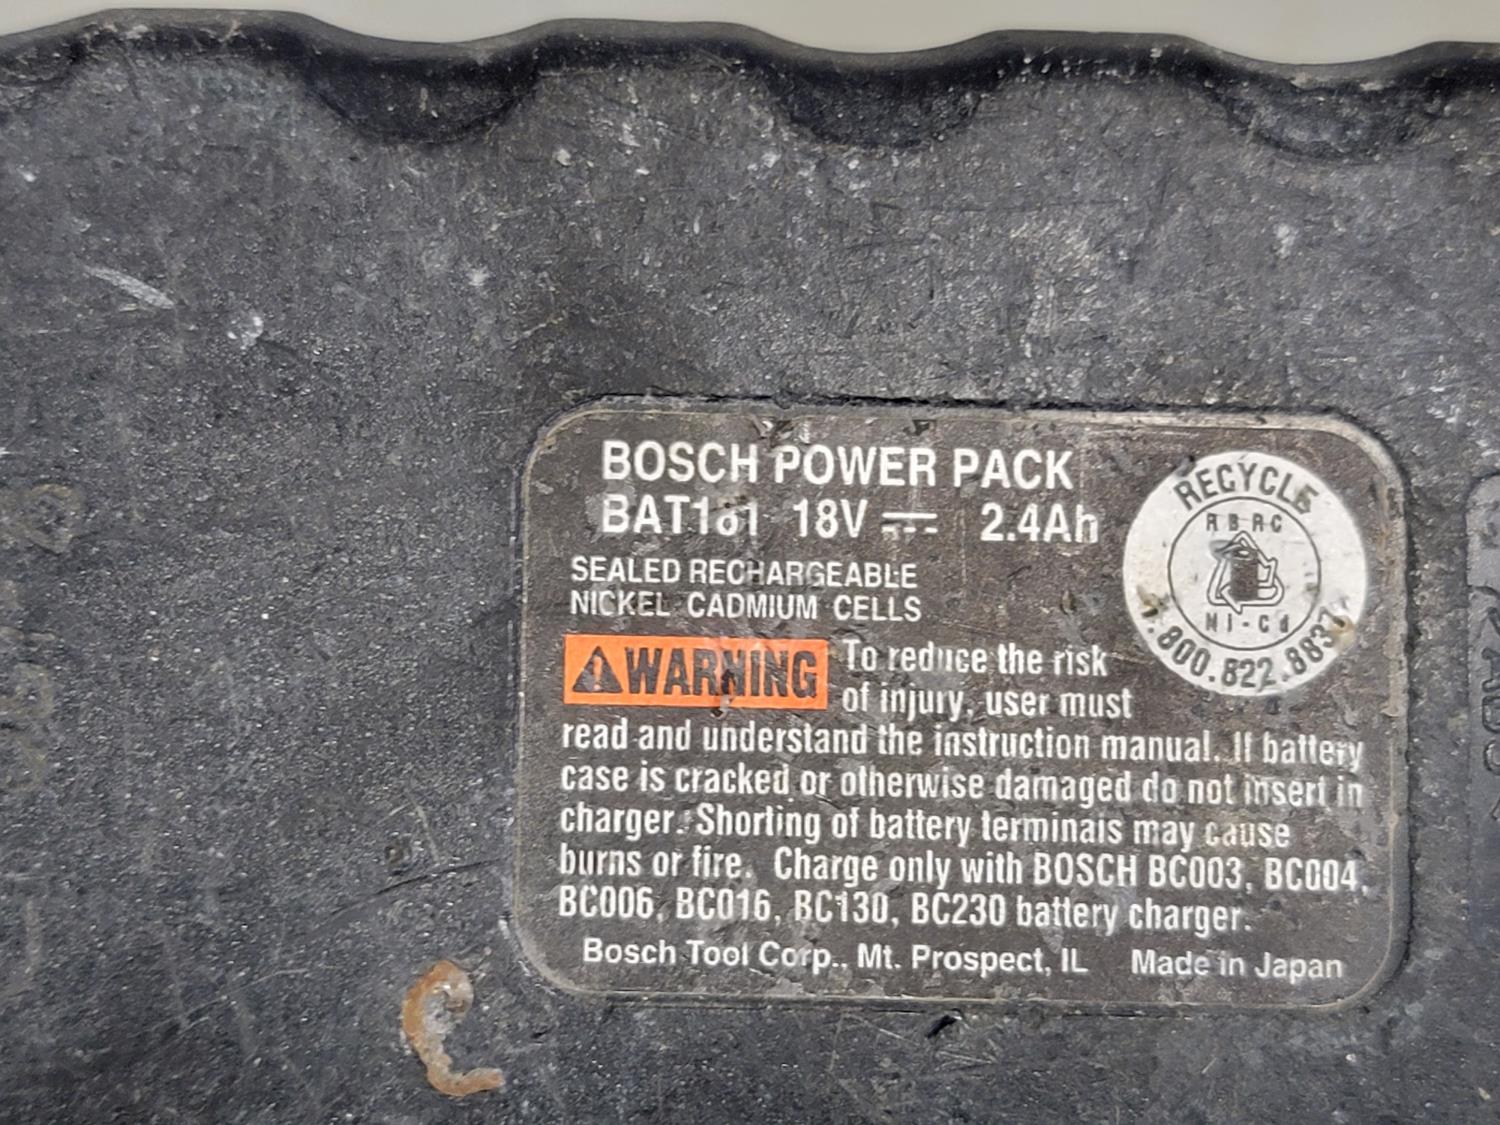 BOSCH POWER PACK
BAT181 18V ⎓ 2.4Ah
SEALED RECHARGEABLE
NICKEL CADMIUM CELLS
RECYCLE
RBRC
NI-Cd
1.800.822.8837
⚠WARNING To reduce the risk
of injury, user must
read and understand the instruction manual. If battery
case is cracked or otherwise damaged do not insert in
charger. Shorting of battery terminals may cause
burns or fire. Charge only with BOSCH BC003, BC004,
BC006, BC016, BC130, BC230 battery charger.
Bosch Tool Corp., Mt. Prospect, IL Made in Japan